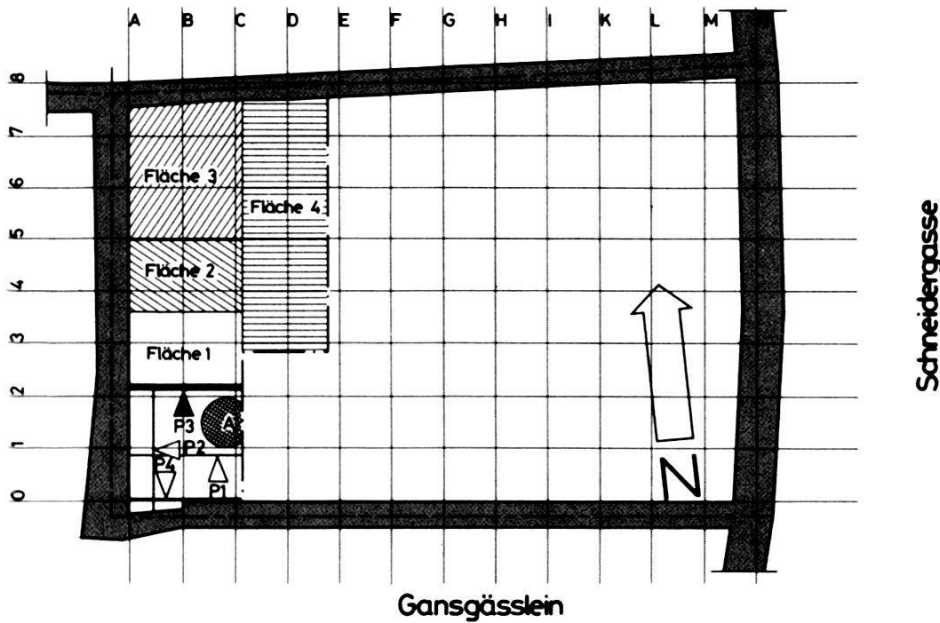 A B C D E F G H I K L M
8
7
6
5
4
3
2
1
0
Fläche 3
Fläche 4
Fläche 2
Fläche 1
P3
A
P2
P4
P1
N
Schneidergasse
Gansgässlein